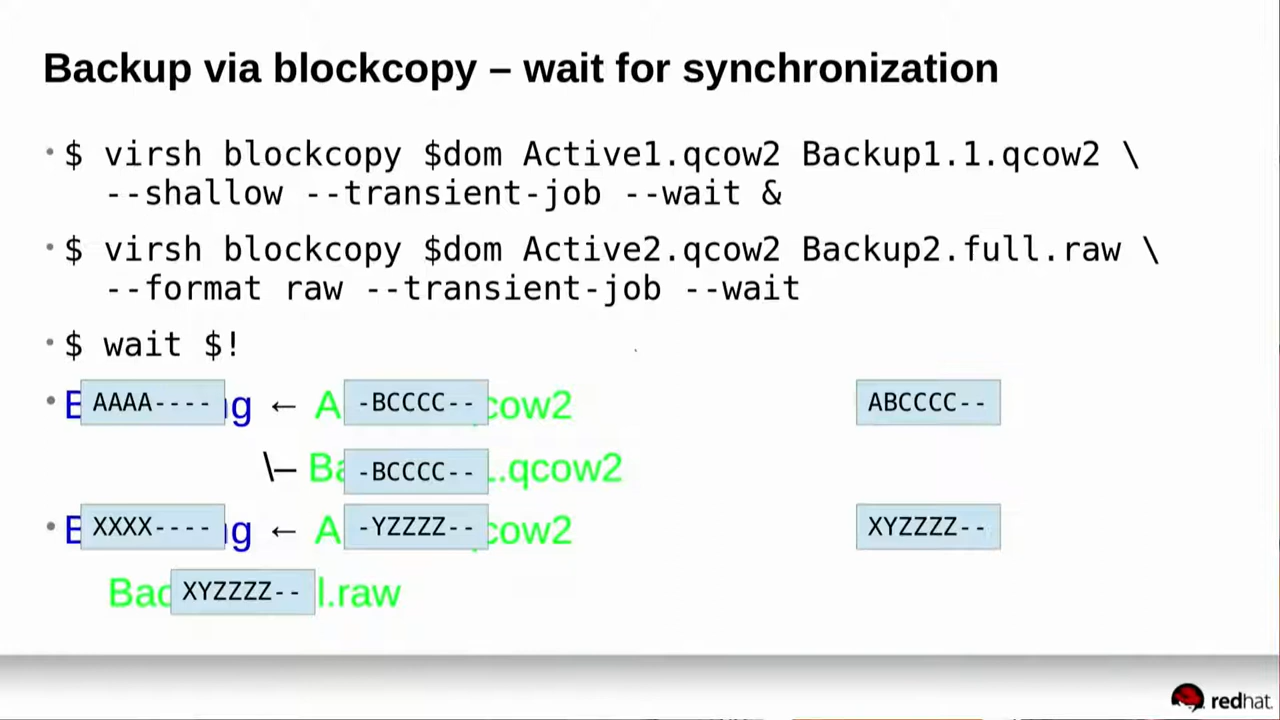 Backup via blockcopy – wait for synchronization
• $ virsh blockcopy $dom Active1.qcow2 Backup1.1.qcow2 \
--shallow --transient-job --wait &
• $ virsh blockcopy $dom Active2.qcow2 Backup2.full.raw \
--format raw --transient-job --wait
• $ wait $!
• AAAA---- ← -BCCCC-- ABCCCC--
\– -BCCCC-- .qcow2
• XXXX---- ← -YZZZZ-- XYZZZZ--
XYZZZZ-- .raw
redhat.